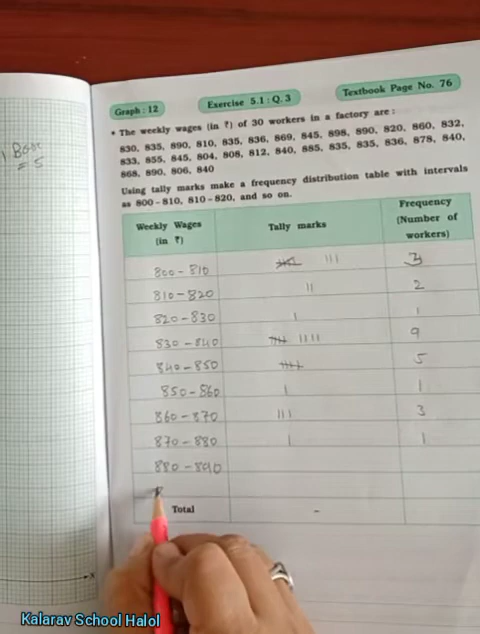 Graph : 12
Exercise 5.1 : Q. 3
Textbook Page No. 76
1 Box
= 5
• The weekly wages (in ₹) of 30 workers in a factory are :
830, 835, 890, 810, 835, 836, 869, 845, 898, 890, 820, 860, 832,
833, 855, 845, 804, 808, 812, 840, 885, 835, 835, 836, 878, 840,
868, 890, 806, 840
Using tally marks make a frequency distribution table with intervals
as 800-810, 810-820, and so on.
Weekly Wages
(in ₹)
Tally marks
Frequency
(Number of
workers)
800-810 ||| 3
810-820 || 2
820-830 | 1
830-840 |||| |||| 9
840-850 |||| 5
850-860 | 1
860-870 ||| 3
870-880 | 1
880-890
Total -
X
Kalarav School Halol